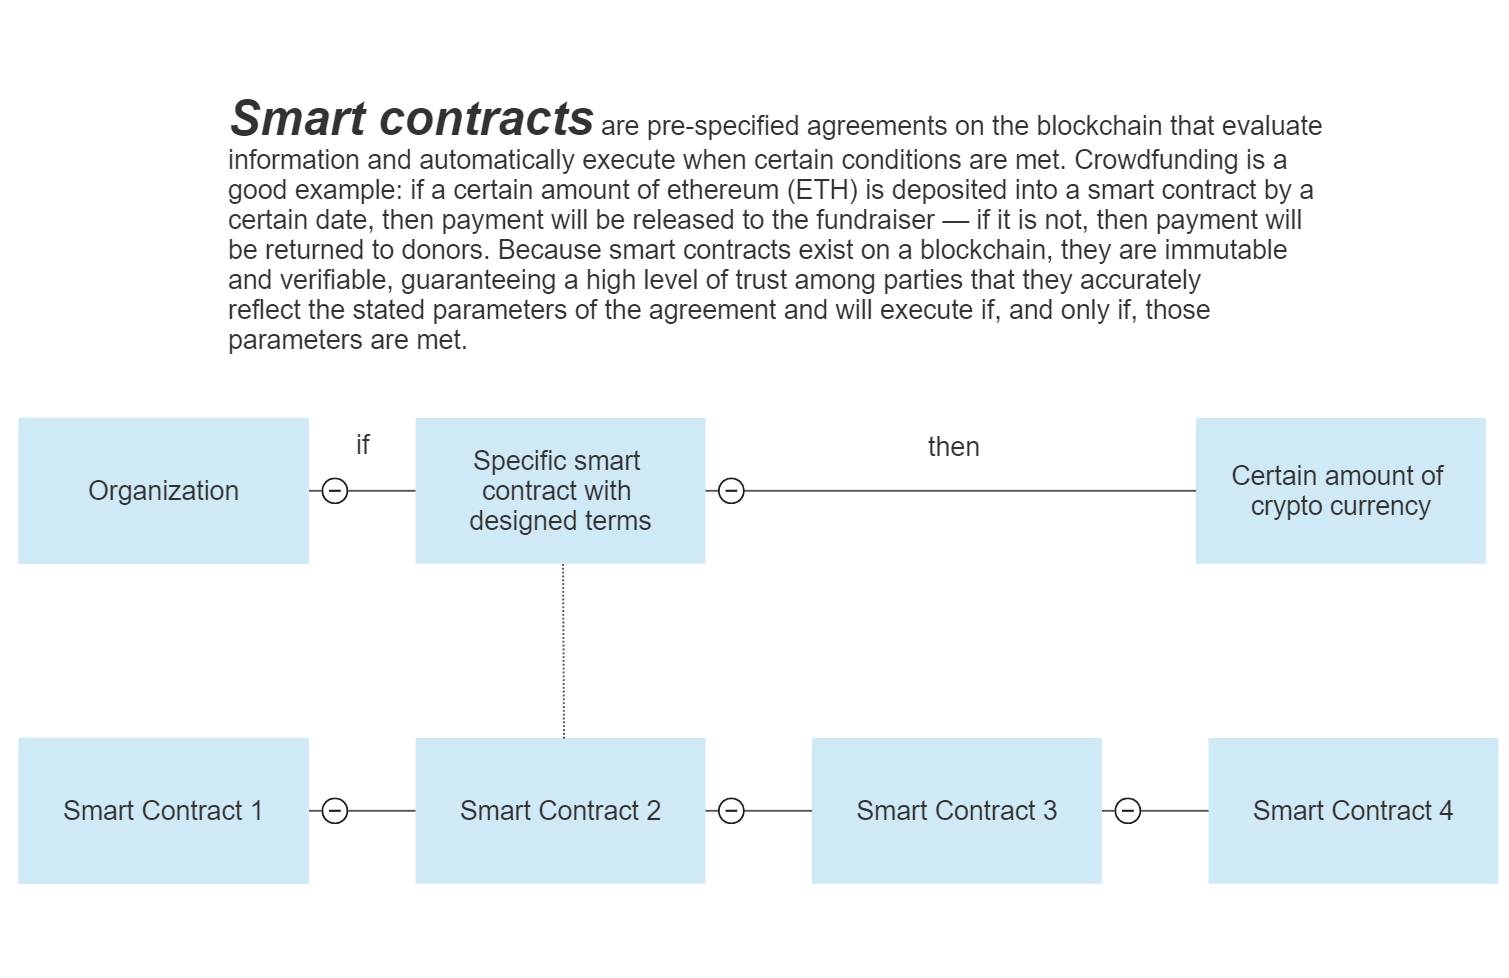 Smart contracts are pre-specified agreements on the blockchain that evaluate
information and automatically execute when certain conditions are met. Crowdfunding is a
good example: if a certain amount of ethereum (ETH) is deposited into a smart contract by a
certain date, then payment will be released to the fundraiser — if it is not, then payment will
be returned to donors. Because smart contracts exist on a blockchain, they are immutable
and verifiable, guaranteeing a high level of trust among parties that they accurately
reflect the stated parameters of the agreement and will execute if, and only if, those
parameters are met.
Organization
if
Specific smart
contract with
designed terms
then
Certain amount of
crypto currency
Smart Contract 1
Smart Contract 2
Smart Contract 3
Smart Contract 4